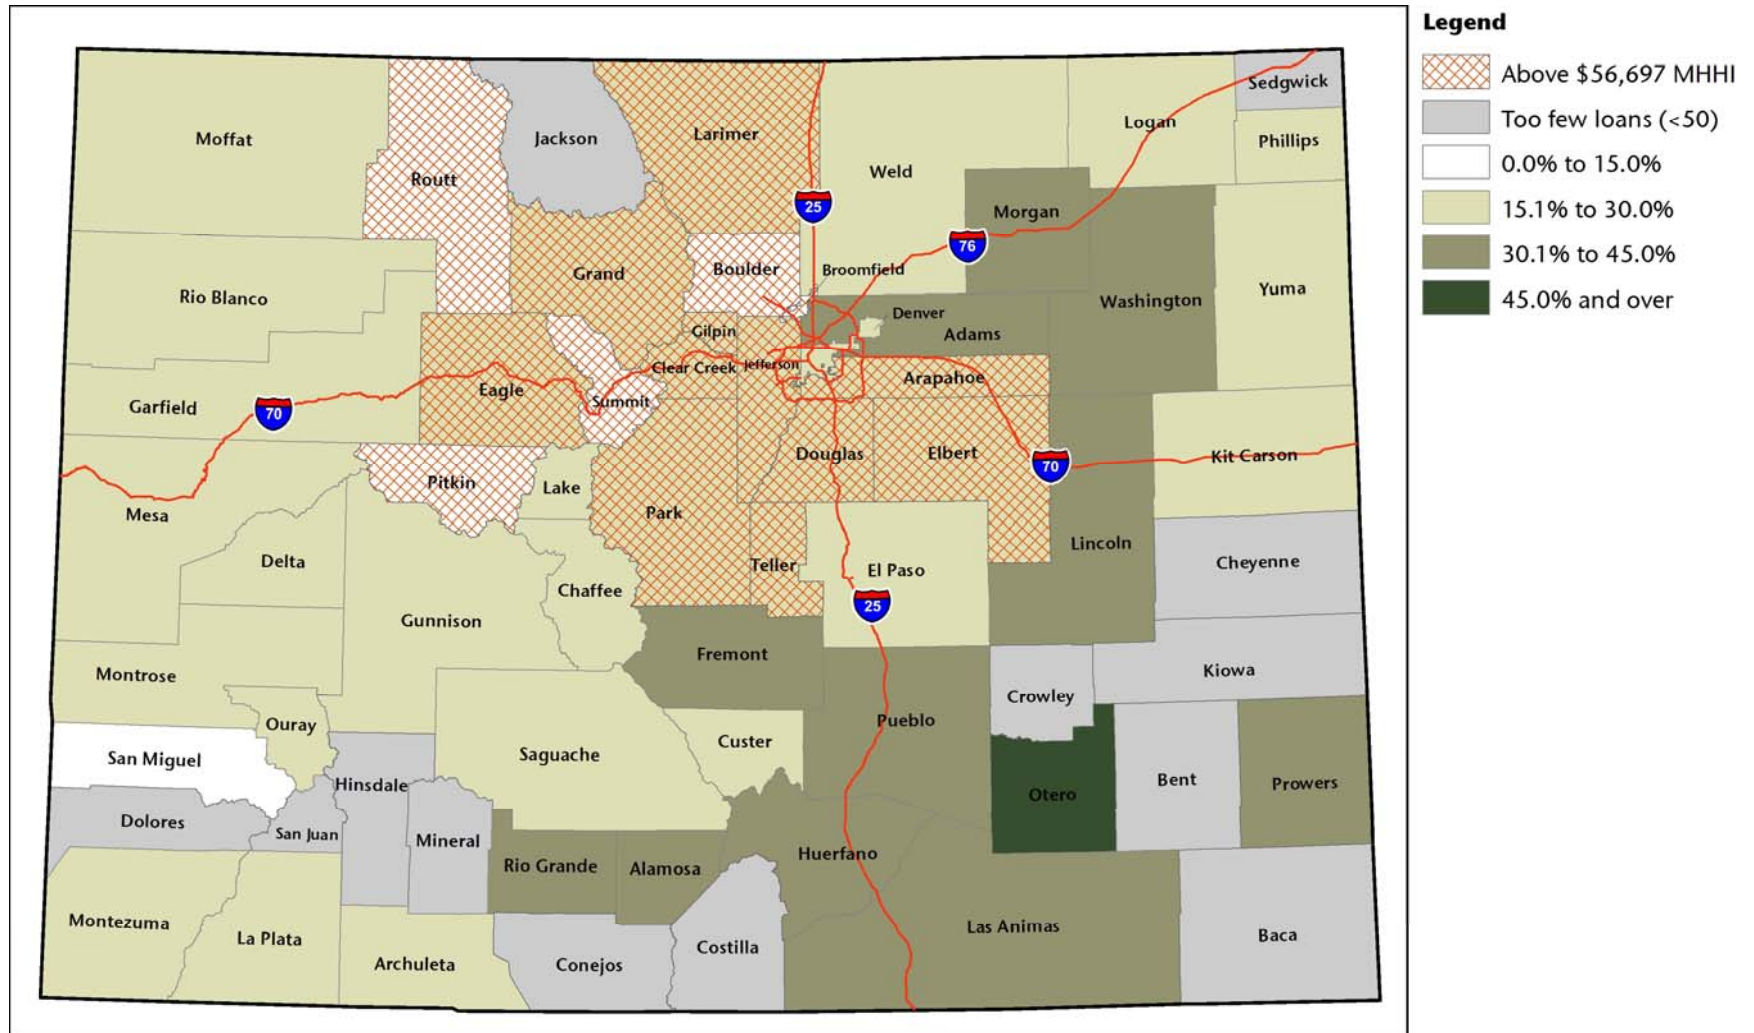 Legend
Above $56,697 MHHI
Too few loans (<50)
0.0% to 15.0%
15.1% to 30.0%
30.1% to 45.0%
45.0% and over
Sedgwick
Moffat
Jackson
Larimer
Logan
Phillips
Routt
Weld
25
Morgan
76
Grand
Boulder
Broomfield
Rio Blanco
Washington
Yuma
Gilpin
Denver
Adams
Clear Creek
Jefferson
Arapahoe
Eagle
Summit
Garfield
70
Douglas
Elbert
70
Kit Carson
Pitkin
Lake
Mesa
Park
Lincoln
Delta
Teller
El Paso
Cheyenne
Chaffee
25
Gunnison
Fremont
Montrose
Kiowa
Crowley
Ouray
Pueblo
Custer
San Miguel
Saguache
Hinsdale
Bent
Prowers
Otero
Dolores
San Juan
Mineral
Huerfano
Rio Grande
Alamosa
Montezuma
Las Animas
La Plata
Costilla
Baca
Archuleta
Conejos